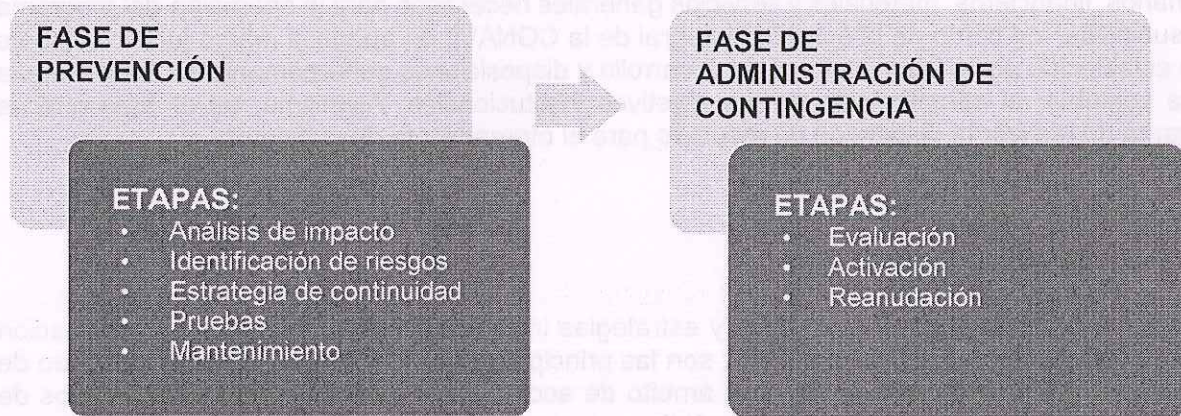 FASE DE
PREVENCIÓN
ETAPAS:
• Análisis de impacto
• Identificación de riesgos
• Estrategia de continuidad
• Pruebas
• Mantenimiento
FASE DE
ADMINISTRACIÓN DE
CONTINGENCIA
ETAPAS:
• Evaluación
• Activación
• Reanudación